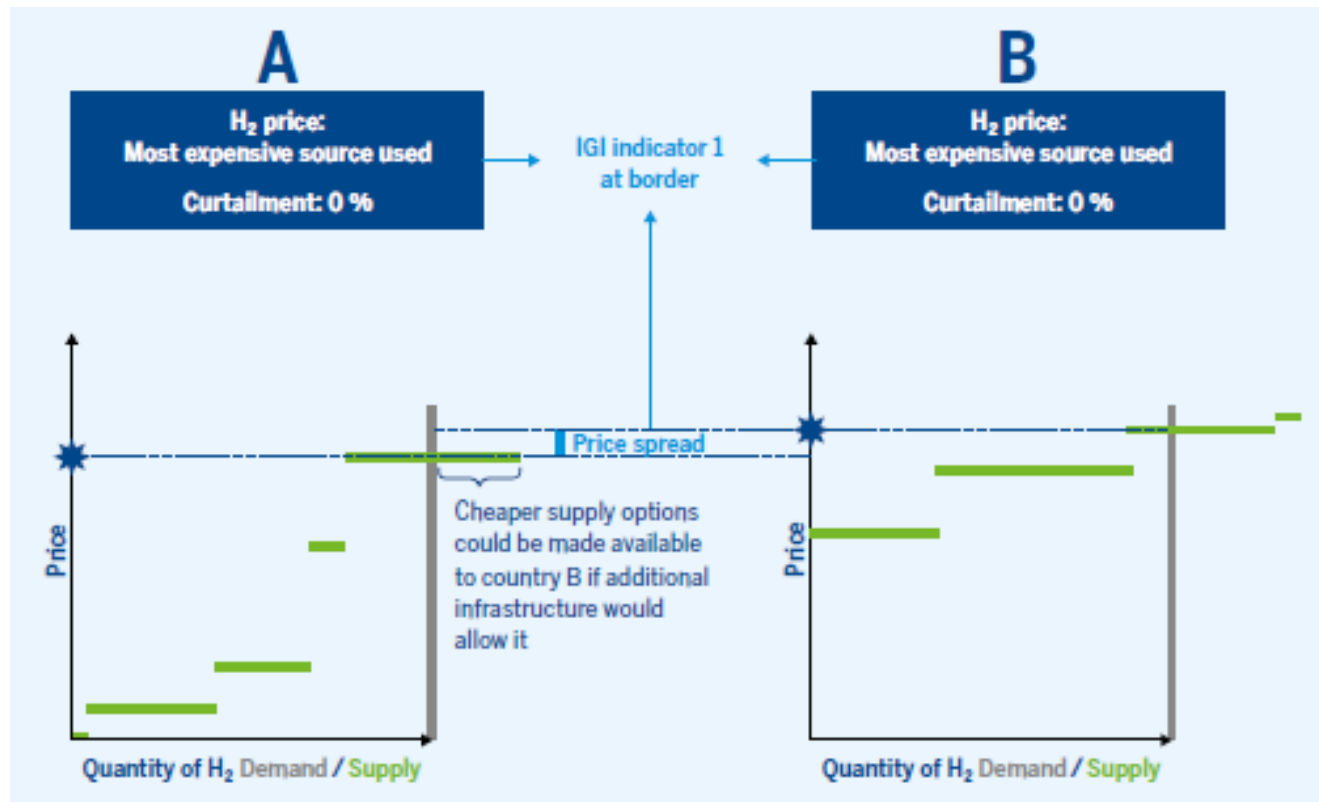 A
B
H₂ price:
Most expensive source used
Curtailment: 0 %
IGI indicator 1
at border
H₂ price:
Most expensive source used
Curtailment: 0 %
Price spread
Cheaper supply options
could be made available
to country B if additional
infrastructure would
allow it
Price
Price
Quantity of H₂ Demand / Supply
Quantity of H₂ Demand / Supply